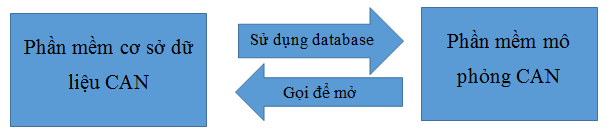 Phần mềm cơ sở dữ
liệu CAN
Sử dụng database
Gọi để mở
Phần mềm mô
phỏng CAN